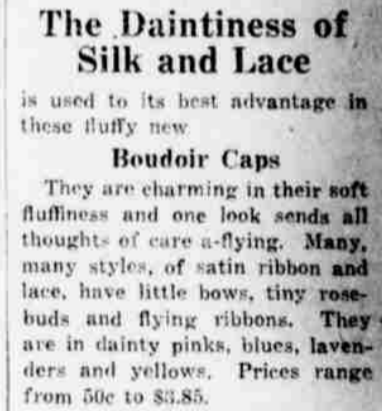 The Daintiness of
Silk and Lace
is used to its best advantage in
these fluffy new
Boudoir Caps
They are charming in their soft
fluffiness and one look sends all
thoughts of care a-flying. Many,
many styles, of satin ribbon and
lace, have little bows, tiny rose-
buds and flying ribbons. They
are in dainty pinks, blues, laven-
ders and yellows. Prices range
from 50c to $3.85.